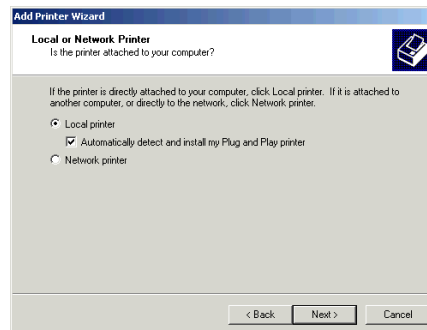 Add Printer Wizard
Local or Network Printer
Is the printer attached to your computer?
If the printer is directly attached to your computer, click Local printer. If it is attached to
another computer, or directly to the network, click Network printer.
Local printer
Automatically detect and install my Plug and Play printer
Network printer
< Back Next > Cancel